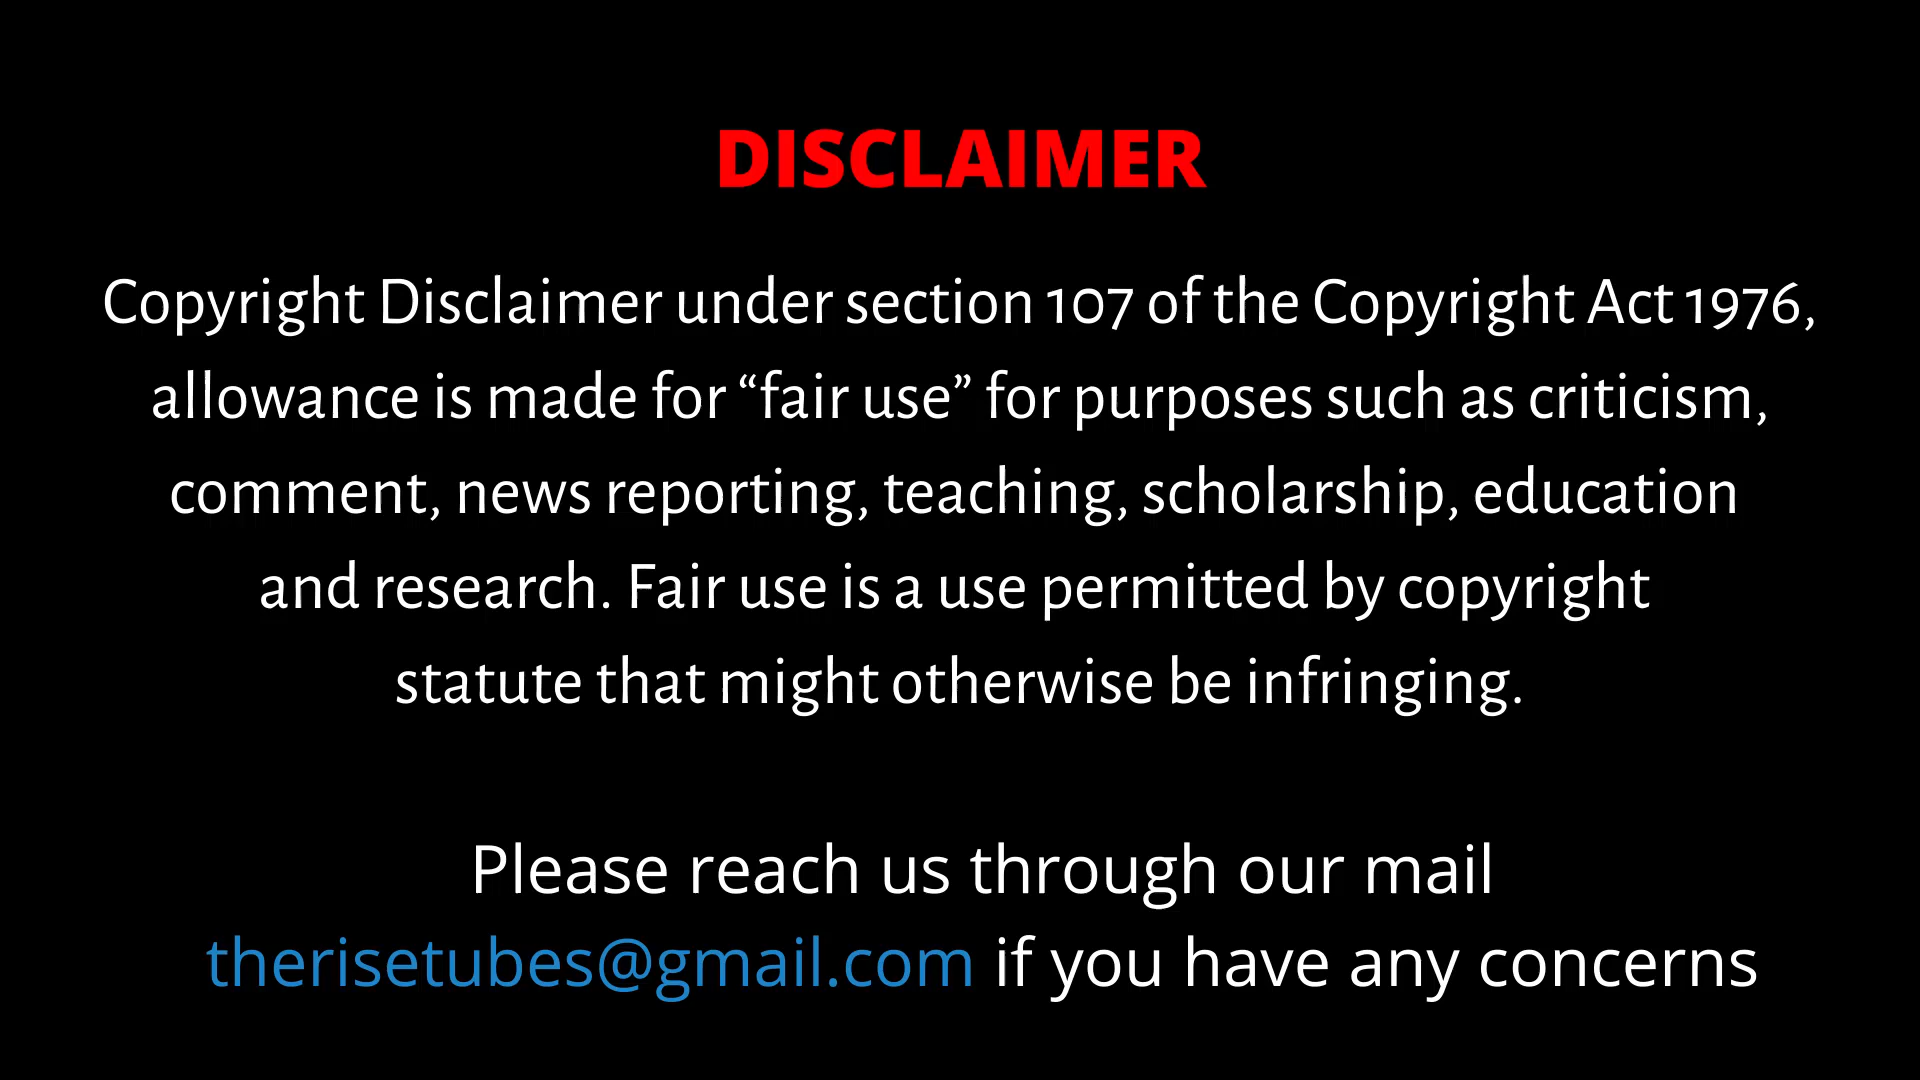 DISCLAIMER
Copyright Disclaimer under section 107 of the Copyright Act 1976,
allowance is made for “fair use” for purposes such as criticism,
comment, news reporting, teaching, scholarship, education
and research. Fair use is a use permitted by copyright
statute that might otherwise be infringing.
Please reach us through our mail
therisetubes@gmail.com if you have any concerns